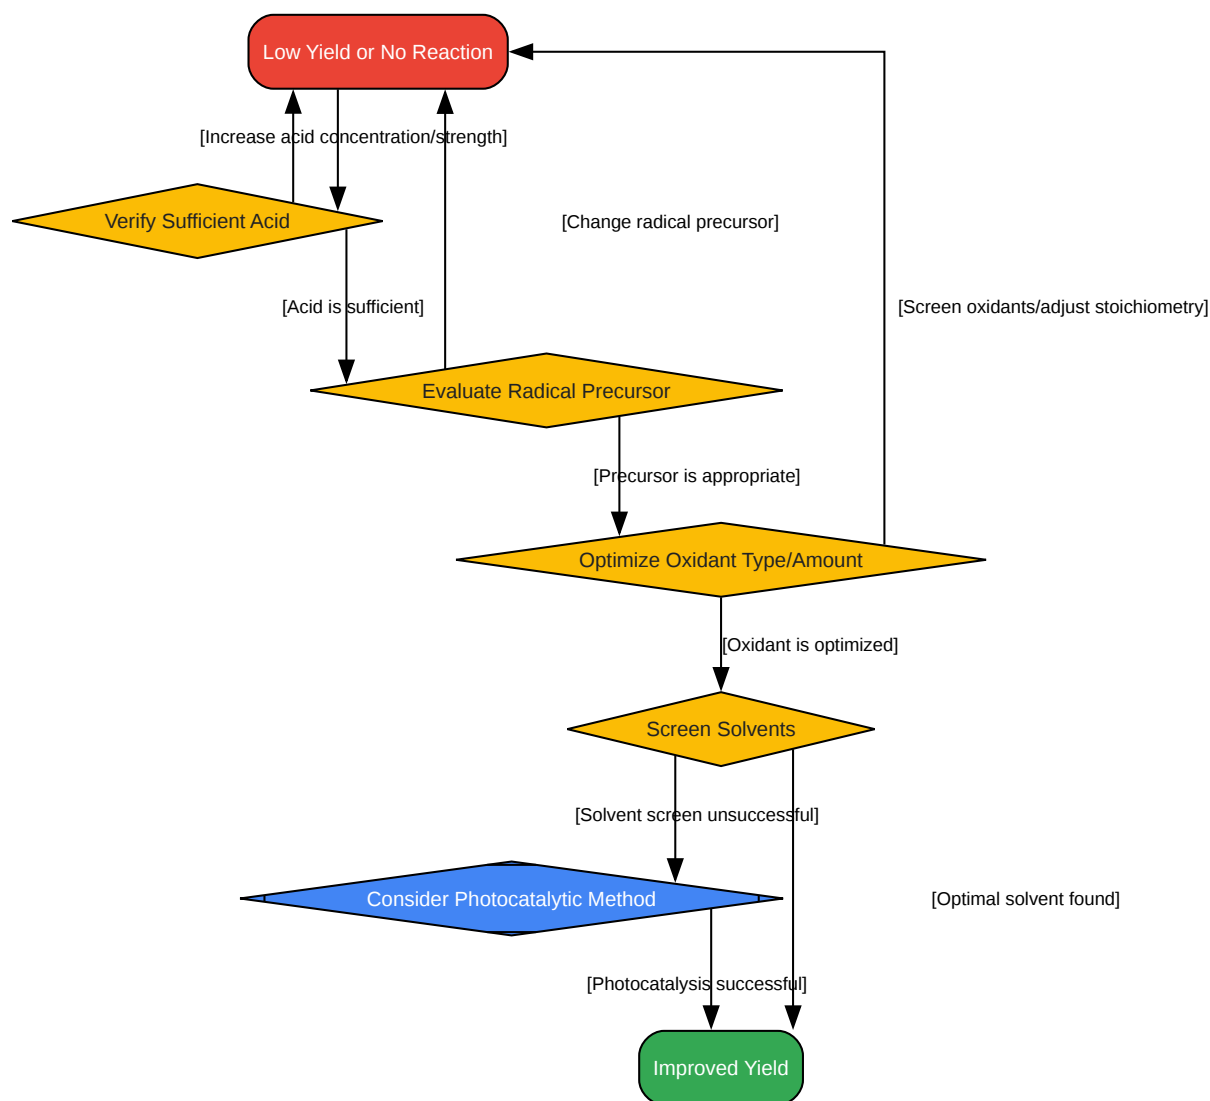 Low Yield or No Reaction
[Increase acid concentration/strength]
Verify Sufficient Acid
[Change radical precursor]
[Acid is sufficient]
[Screen oxidants/adjust stoichiometry]
Evaluate Radical Precursor
[Precursor is appropriate]
Optimize Oxidant Type/Amount
[Oxidant is optimized]
Screen Solvents
[Solvent screen unsuccessful]
Consider Photocatalytic Method
[Optimal solvent found]
[Photocatalysis successful]
Improved Yield